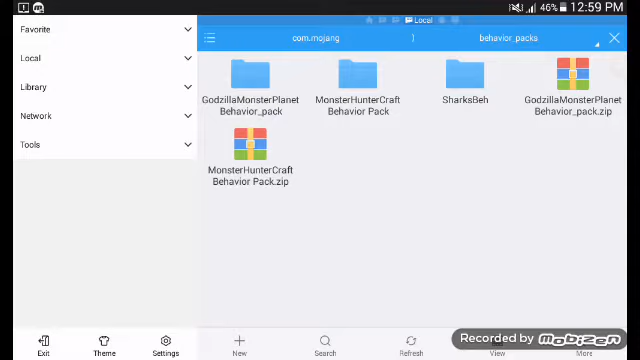 46% 12:59 PM
Local
com.mojang behavior_packs
Favorite
Local
Library
Network
Tools
GodzillaMonsterPlanet
Behavior_pack
MonsterHunterCraft
Behavior Pack
SharksBeh
GodzillaMonsterPlanet
Behavior_pack.zip
MonsterHunterCraft
Behavior Pack.zip
Exit Theme Settings
New Search Refresh View More
Recorded by MOBIZEN